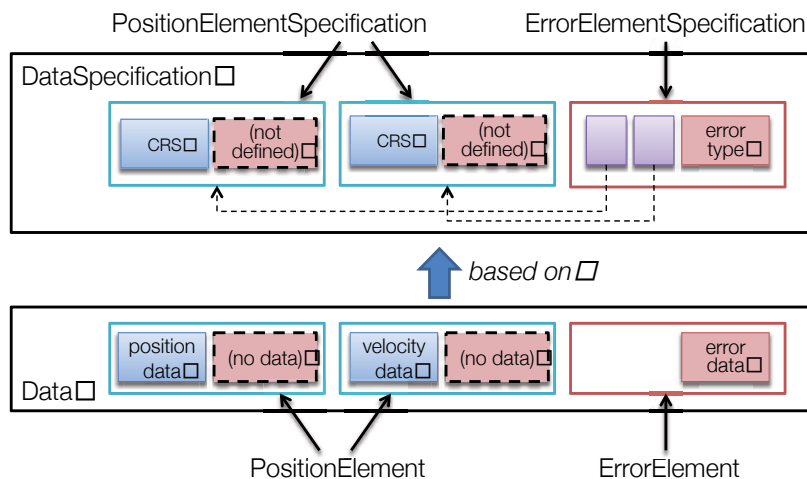 PositionElementSpecification
ErrorElementSpecification
DataSpecification□
CRS□
(not
defined)□
CRS□
(not
defined)□
error
type□
based on□
position
data□
(no data)□
velocity
data□
(no data)□
error
data□
Data□
PositionElement
ErrorElement